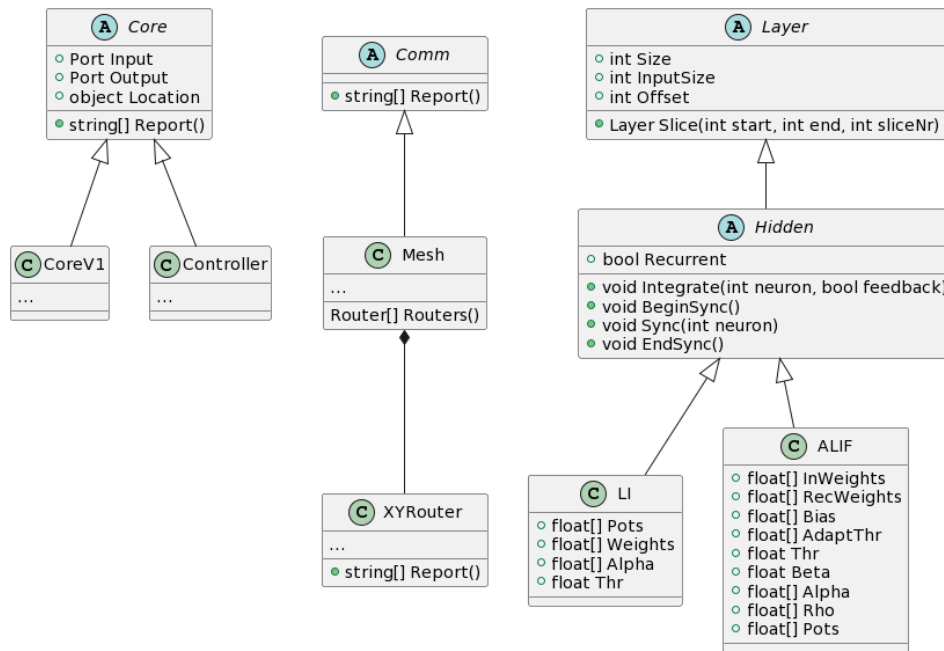 A Core
Port Input
Port Output
object Location
string[] Report()
C CoreV1
...
C Controller
...
A Comm
string[] Report()
C Mesh
...
Router[] Routers()
C XYRouter
...
string[] Report()
A Layer
int Size
int InputSize
int Offset
Layer Slice(int start, int end, int sliceNr)
A Hidden
bool Recurrent
void Integrate(int neuron, bool feedback)
void BeginSync()
void Sync(int neuron)
void EndSync()
C LI
float[] Pots
float[] Weights
float[] Alpha
float Thr
C ALIF
float[] InWeights
float[] RecWeights
float[] Bias
float[] AdaptThr
float Thr
float Beta
float[] Alpha
float[] Rho
float[] Pots